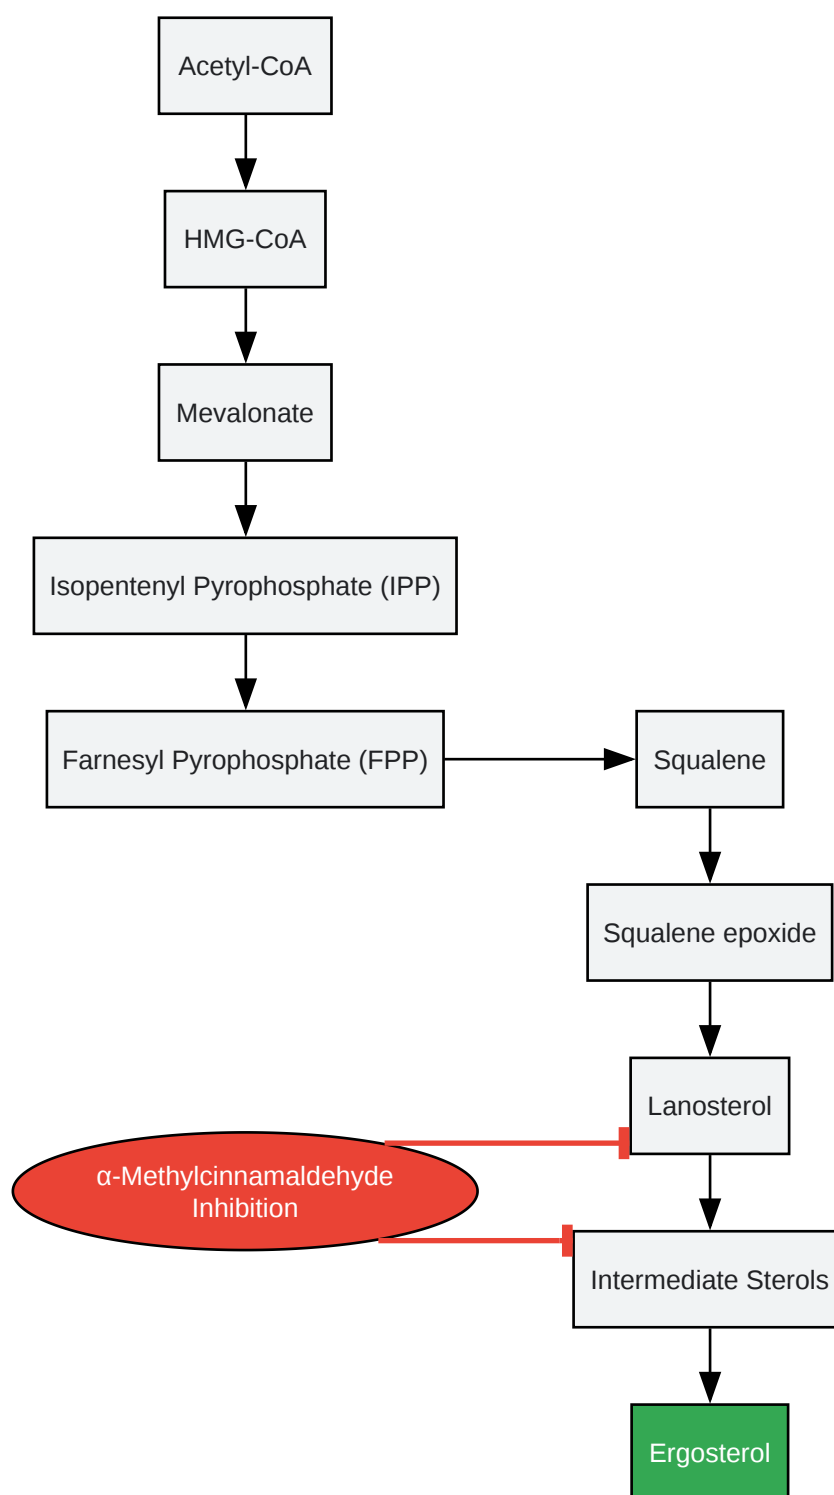 Acetyl-CoA
HMG-CoA
Mevalonate
Isopentenyl Pyrophosphate (IPP)
Farnesyl Pyrophosphate (FPP)
Squalene
Squalene epoxide
Lanosterol
α-Methylcinnamaldehyde
Inhibition
Intermediate Sterols
Ergosterol